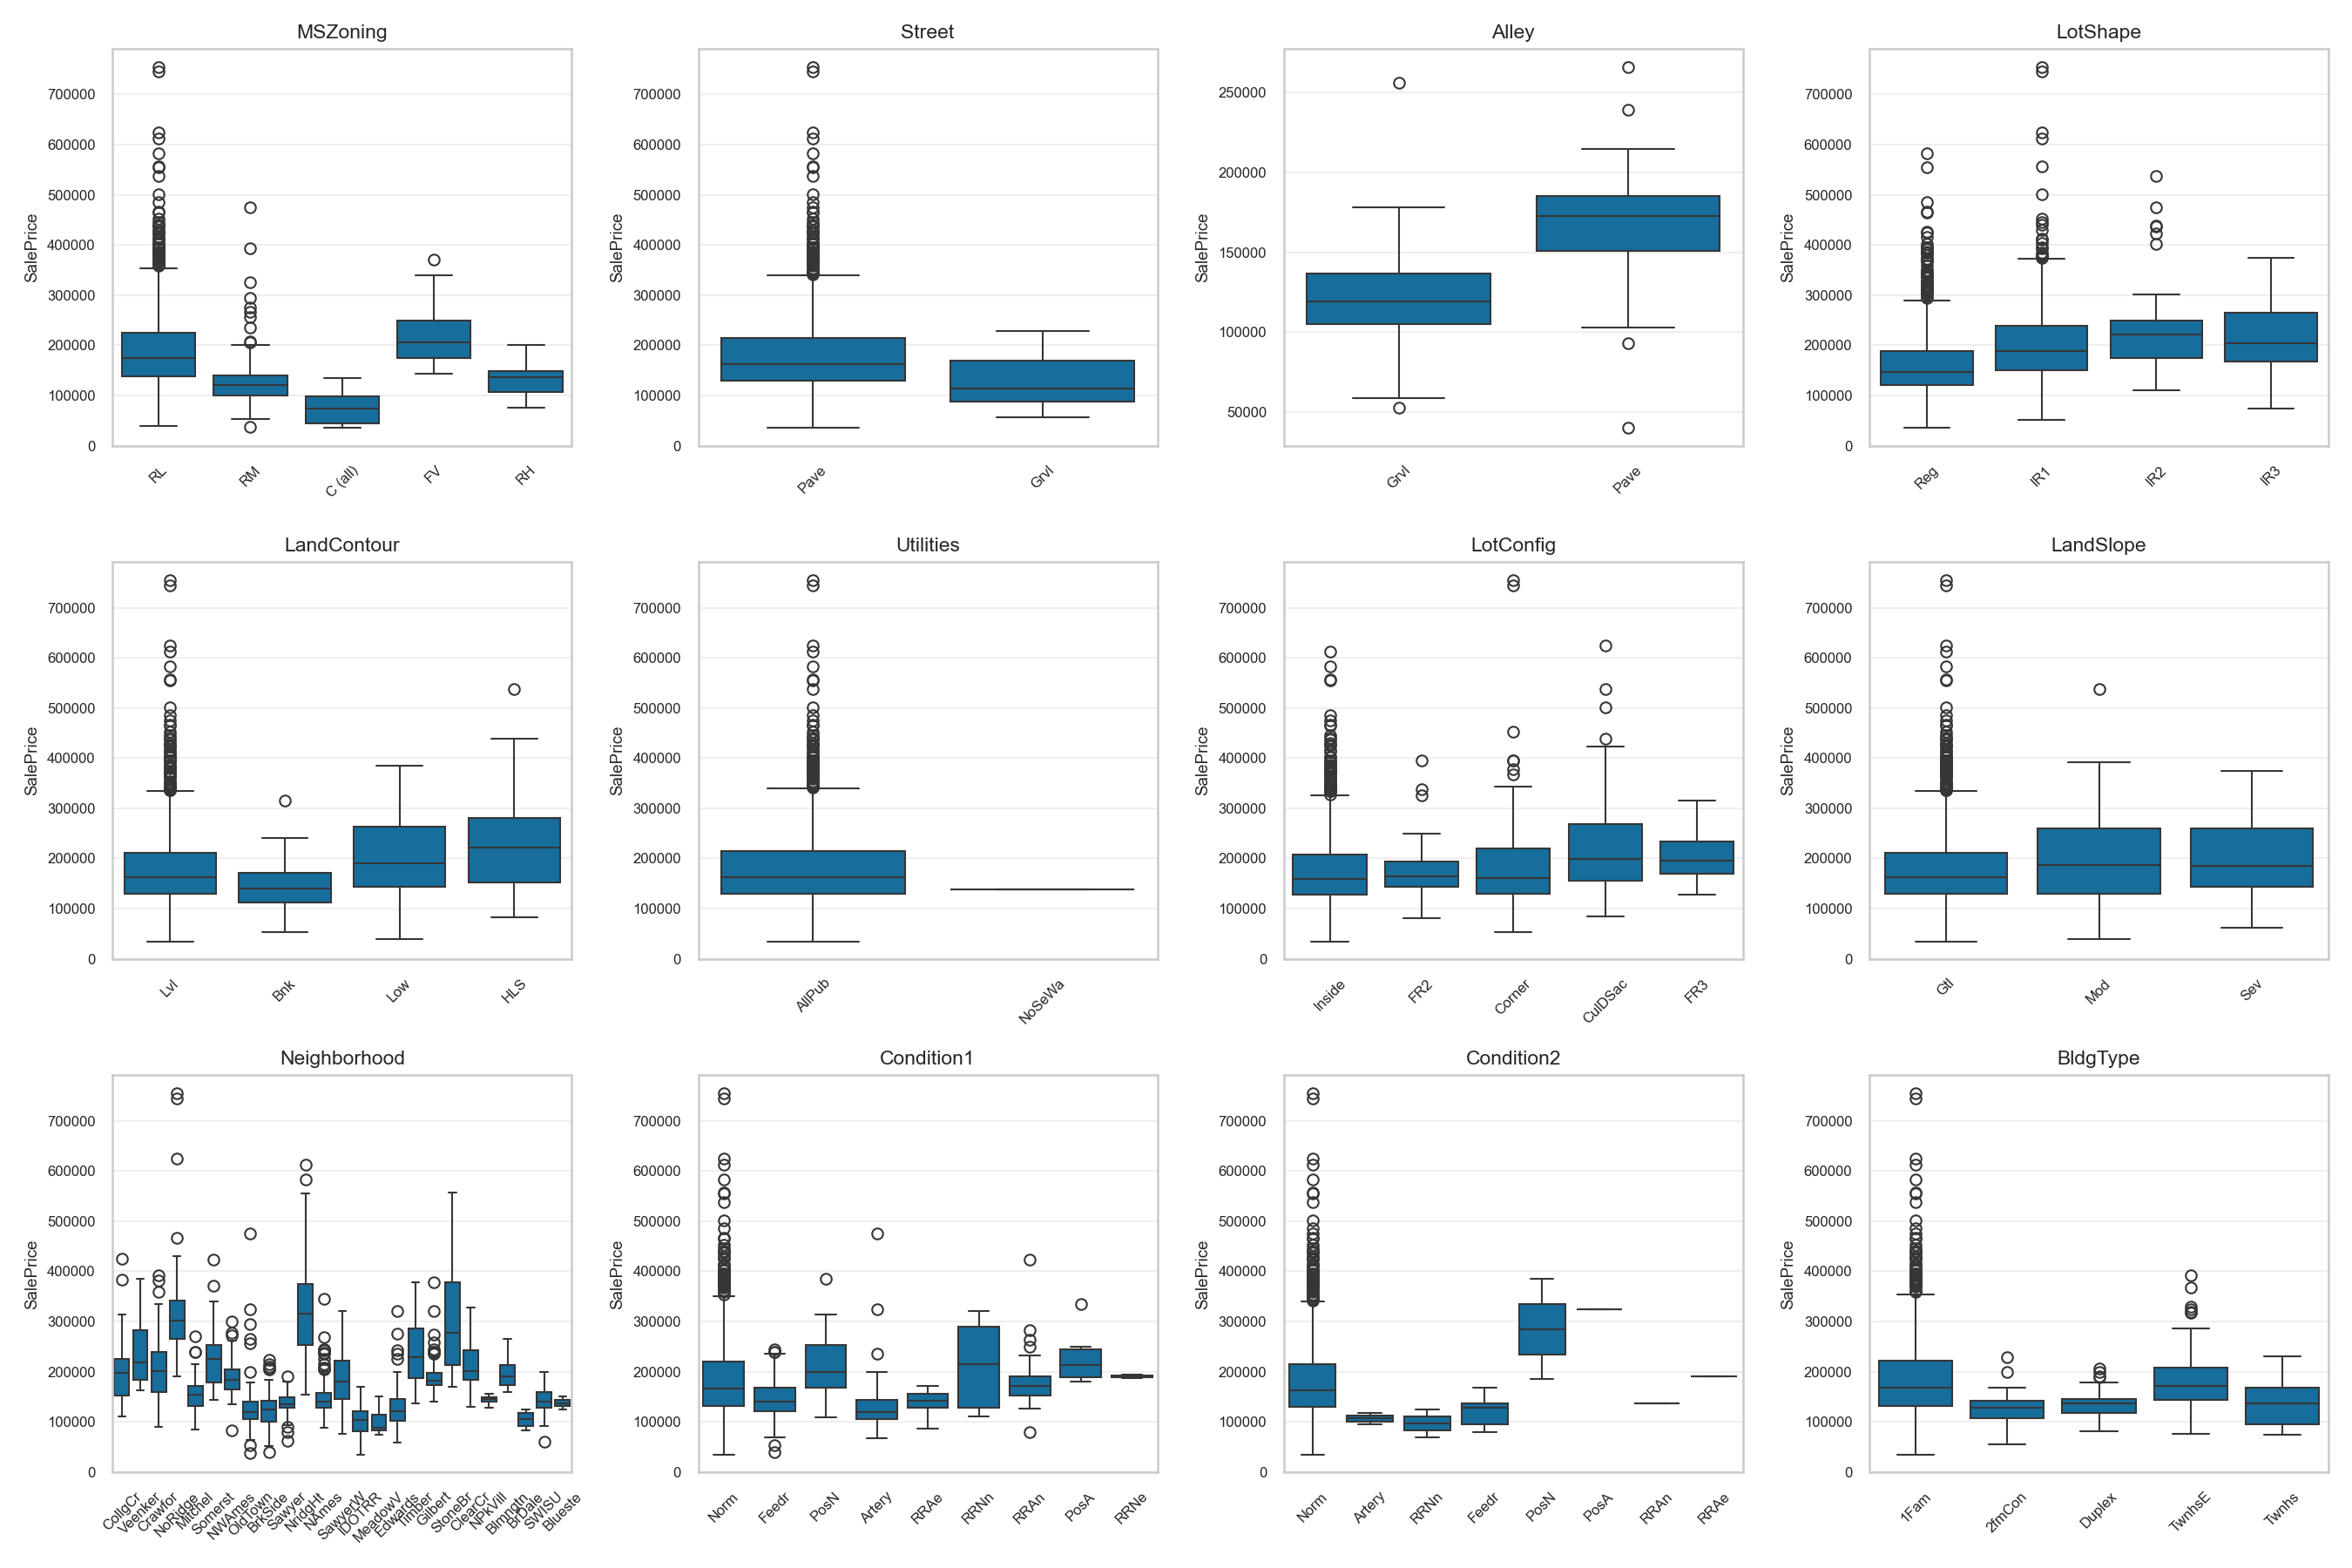 MSZoning
SalePrice
700000
600000
500000
400000
300000
200000
100000
0
RL
RM
C (all)
FV
RH
Street
SalePrice
700000
600000
500000
400000
300000
200000
100000
0
Pave
Grvl
Alley
SalePrice
250000
200000
150000
100000
50000
Grvl
Pave
LotShape
SalePrice
700000
600000
500000
400000
300000
200000
100000
0
Reg
IR1
IR2
IR3
LandContour
SalePrice
700000
600000
500000
400000
300000
200000
100000
0
Lvl
Bnk
Low
HLS
Utilities
SalePrice
700000
600000
500000
400000
300000
200000
100000
0
AllPub
NoSeWa
LotConfig
SalePrice
700000
600000
500000
400000
300000
200000
100000
0
Inside
FR2
Corner
CulDSac
FR3
LandSlope
SalePrice
700000
600000
500000
400000
300000
200000
100000
0
Gtl
Mod
Sev
Neighborhood
SalePrice
700000
600000
500000
400000
300000
200000
100000
0
CollgCr
Veenker
Crawfor
NoRidge
Mitchel
Somerst
NWAmes
OldTown
BrkSide
Sawyer
NridgHt
NAmes
SawyerW
IDOTRR
MeadowV
Edwards
Timber
Gilbert
StoneBr
ClearCr
NPkVill
Blmngtn
BrDale
SWISU
Blueste
Condition1
SalePrice
700000
600000
500000
400000
300000
200000
100000
0
Norm
Feedr
PosN
Artery
RRAe
RRNn
RRAn
PosA
RRNe
Condition2
SalePrice
700000
600000
500000
400000
300000
200000
100000
0
Norm
Artery
RRNn
Feedr
PosN
PosA
RRAn
RRAe
BldgType
SalePrice
700000
600000
500000
400000
300000
200000
100000
0
1Fam
2fmCon
Duplex
TwnhsE
Twnhs